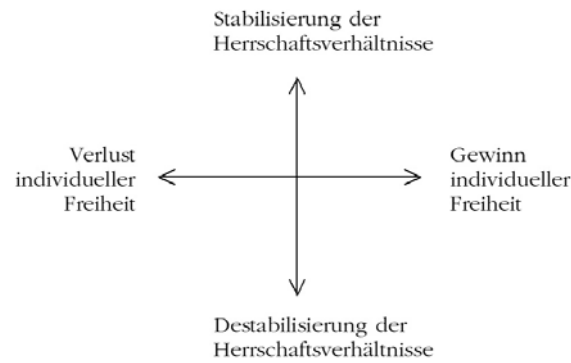 Stabilisierung der
Herrschaftsverhältnisse
Verlust
individueller
Freiheit
Gewinn
individueller
Freiheit
Destabilisierung der
Herrschaftsverhältnisse